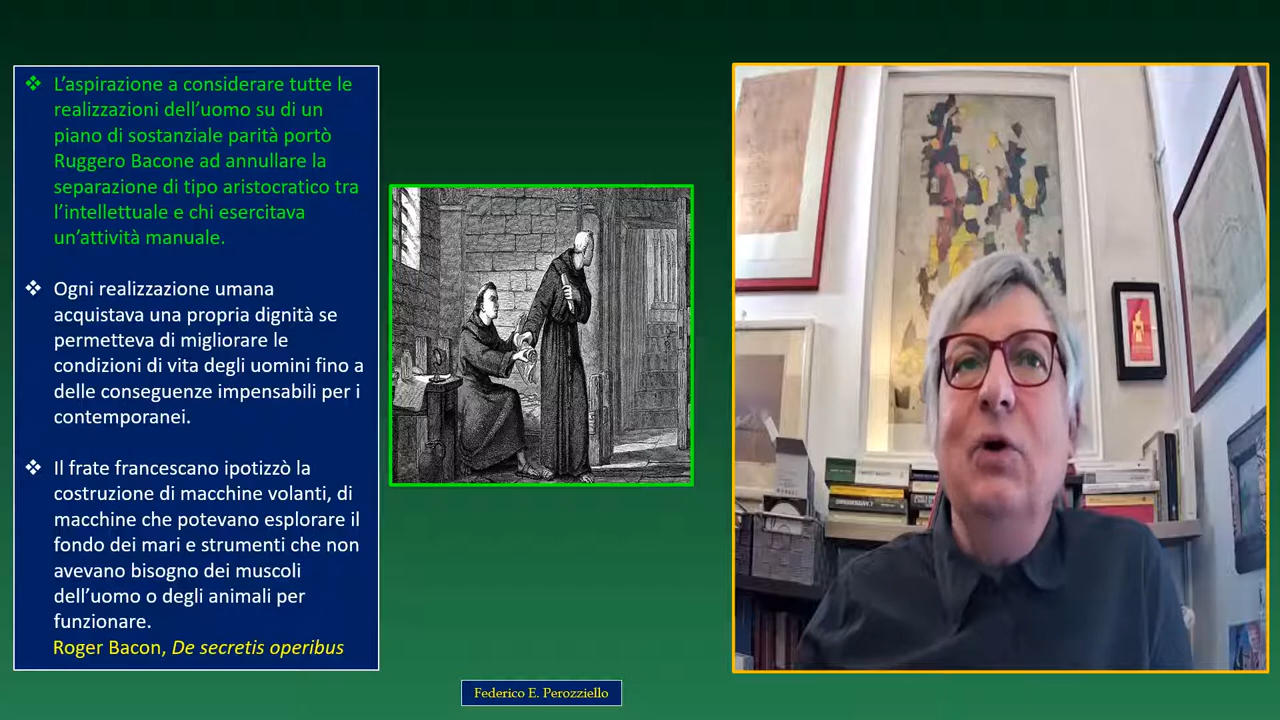 ❖ L’aspirazione a considerare tutte le
realizzazioni dell’uomo su di un
piano di sostanziale parità portò
Ruggero Bacone ad annullare la
separazione di tipo aristocratico tra
l’intellettuale e chi esercitava
un’attività manuale.
❖ Ogni realizzazione umana
acquistava una propria dignità se
permetteva di migliorare le
condizioni di vita degli uomini fino a
delle conseguenze impensabili per i
contemporanei.
❖ Il frate francescano ipotizzò la
costruzione di macchine volanti, di
macchine che potevano esplorare il
fondo dei mari e strumenti che non
avevano bisogno dei muscoli
dell’uomo o degli animali per
funzionare.
Roger Bacon, De secretis operibus
Federico E. Perozziello